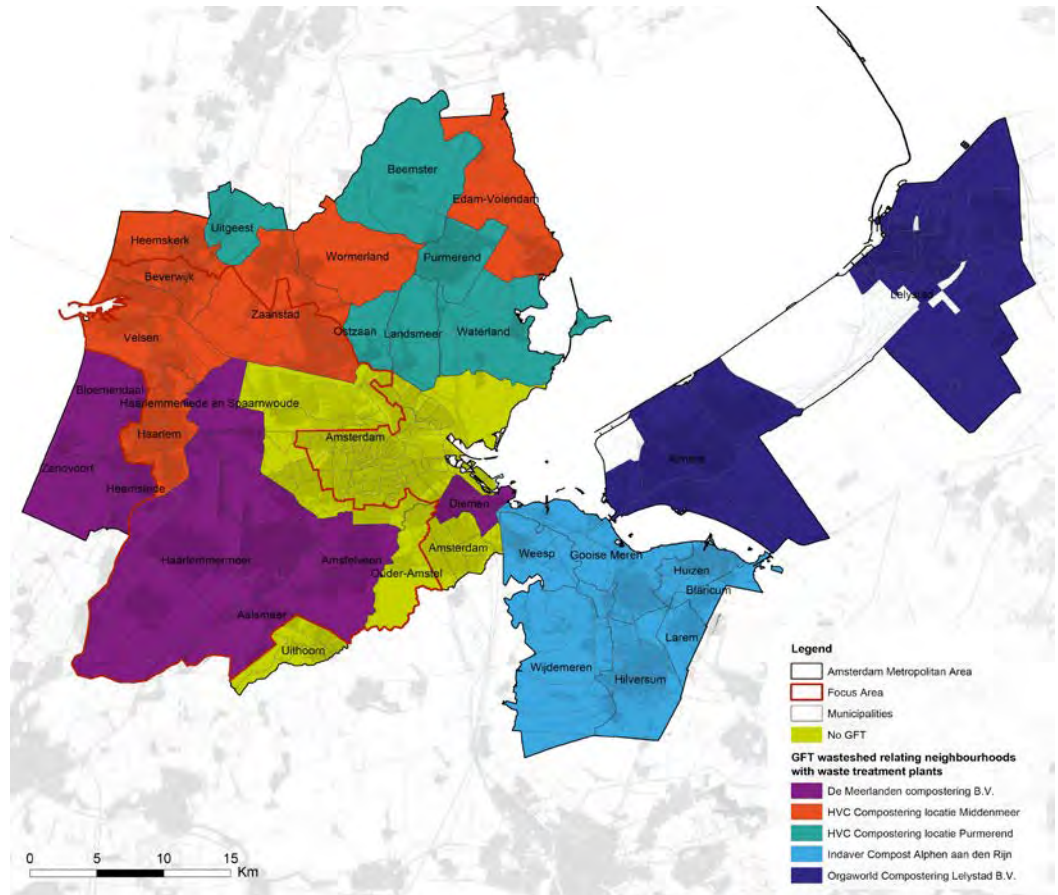 Beemster
Edam-Volendam
Uitgeest
Heemskerk
Wormerland
Purmerend
Beverwijk
Zaanstad
Lelystad
Ostzaan
Landsmeer
Waterland
Velsen
Bloemendaal
Haarlemmerliede en Spaarnwoude
Haarlem
Amsterdam
Almere
Zandvoort
Heemstede
Diemen
Haarlemmermeer
Amstelveen
Amsterdam
Weesp
Gooise Meren
Ouder-Amstel
Huizen
Blaricum
Aalsmeer
Larem
Uithoorn
Wijdemeren
Hilversum
Legend
Amsterdam Metropolitan Area
Focus Area
Municipalities
No GFT
GFT wasteshed relating neighbourhoods
with waste treatment plants
De Meerlanden compostering B.V.
HVC Compostering locatie Middenmeer
HVC Compostering locatie Purmerend
Indaver Compost Alphen aan den Rijn
Orgaworld Compostering Lelystad B.V.
0 5 10 15
Km